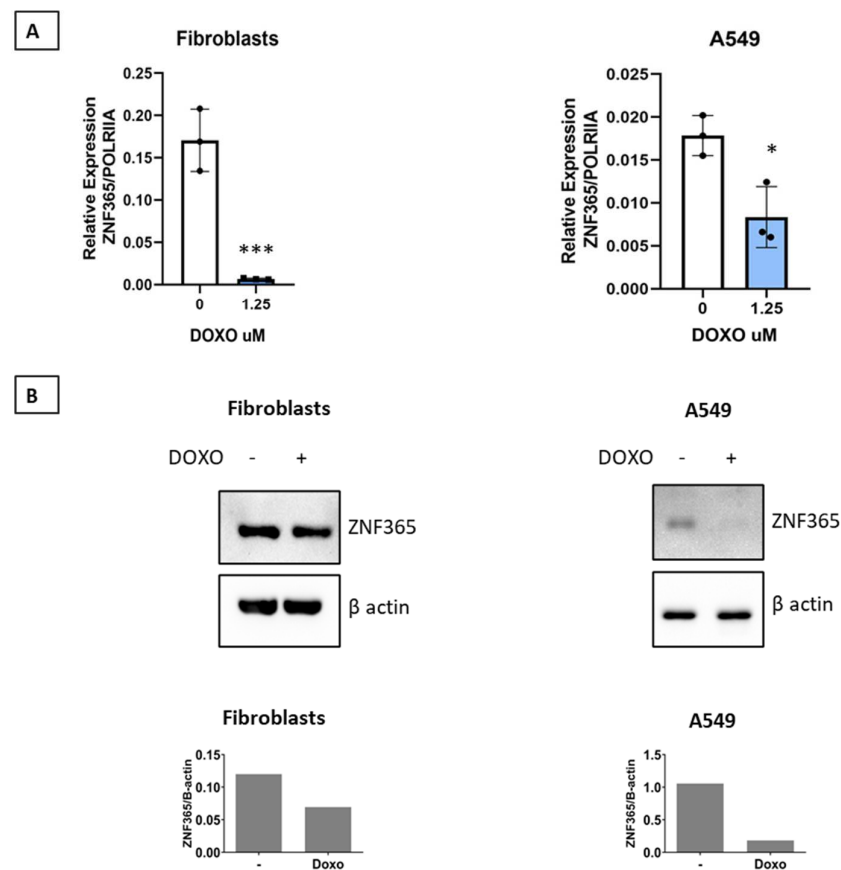 A
Fibroblasts
Relative Expression
ZNF365/POLRIIA
0.25
0.20
0.15
0.10
0.05
0.00
***
0 1.25
DOXO uM
A549
Relative Expression
ZNF365/POLRIIA
0.025
0.020
0.015
0.010
0.005
0.000
*
0 1.25
DOXO uM
B
Fibroblasts
DOXO - +
ZNF365
β actin
A549
DOXO - +
ZNF365
β actin
Fibroblasts
ZNF365/B-actin
0.15
0.10
0.05
0.00
- Doxo
A549
ZNF365/B-actin
1.5
1.0
0.5
0.0
- Doxo